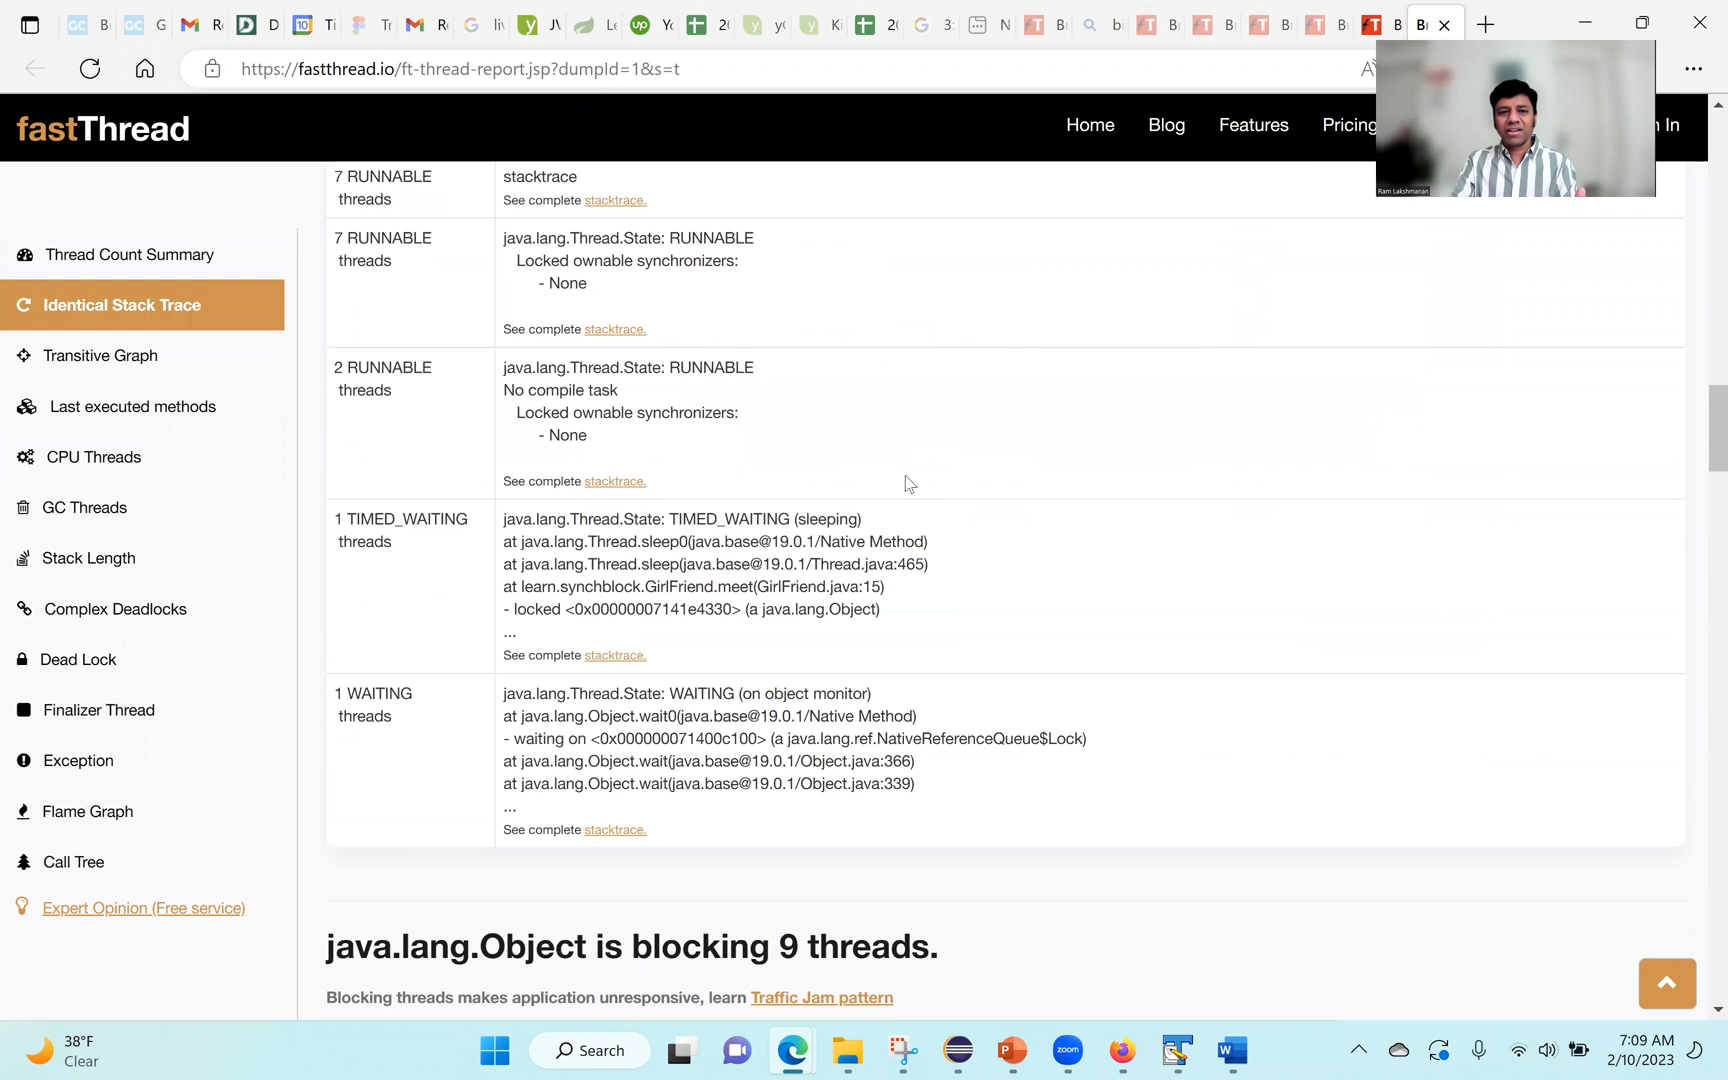 https://fastthread.io/ft-thread-report.jsp?dumpId=1&s=t
fastThread
Home
Blog
Features
Pricing
n In
Ram Lakshmanan
Thread Count Summary
Identical Stack Trace
Transitive Graph
Last executed methods
CPU Threads
GC Threads
Stack Length
Complex Deadlocks
Dead Lock
Finalizer Thread
Exception
Flame Graph
Call Tree
Expert Opinion (Free service)
7 RUNNABLE
threads
stacktrace
See complete stacktrace.
7 RUNNABLE
threads
java.lang.Thread.State: RUNNABLE
Locked ownable synchronizers:
- None
See complete stacktrace.
2 RUNNABLE
threads
java.lang.Thread.State: RUNNABLE
No compile task
Locked ownable synchronizers:
- None
See complete stacktrace.
1 TIMED_WAITING
threads
java.lang.Thread.State: TIMED_WAITING (sleeping)
at java.lang.Thread.sleep0(java.base@19.0.1/Native Method)
at java.lang.Thread.sleep(java.base@19.0.1/Thread.java:465)
at learn.synchblock.GirlFriend.meet(GirlFriend.java:15)
- locked <0x00000007141e4330> (a java.lang.Object)
...
See complete stacktrace.
1 WAITING
threads
java.lang.Thread.State: WAITING (on object monitor)
at java.lang.Object.wait0(java.base@19.0.1/Native Method)
- waiting on <0x000000071400c100> (a java.lang.ref.NativeReferenceQueue$Lock)
at java.lang.Object.wait(java.base@19.0.1/Object.java:366)
at java.lang.Object.wait(java.base@19.0.1/Object.java:339)
...
See complete stacktrace.
java.lang.Object is blocking 9 threads.
Blocking threads makes application unresponsive, learn Traffic Jam pattern
38°F
Clear
Search
zoom
7:09 AM
2/10/2023